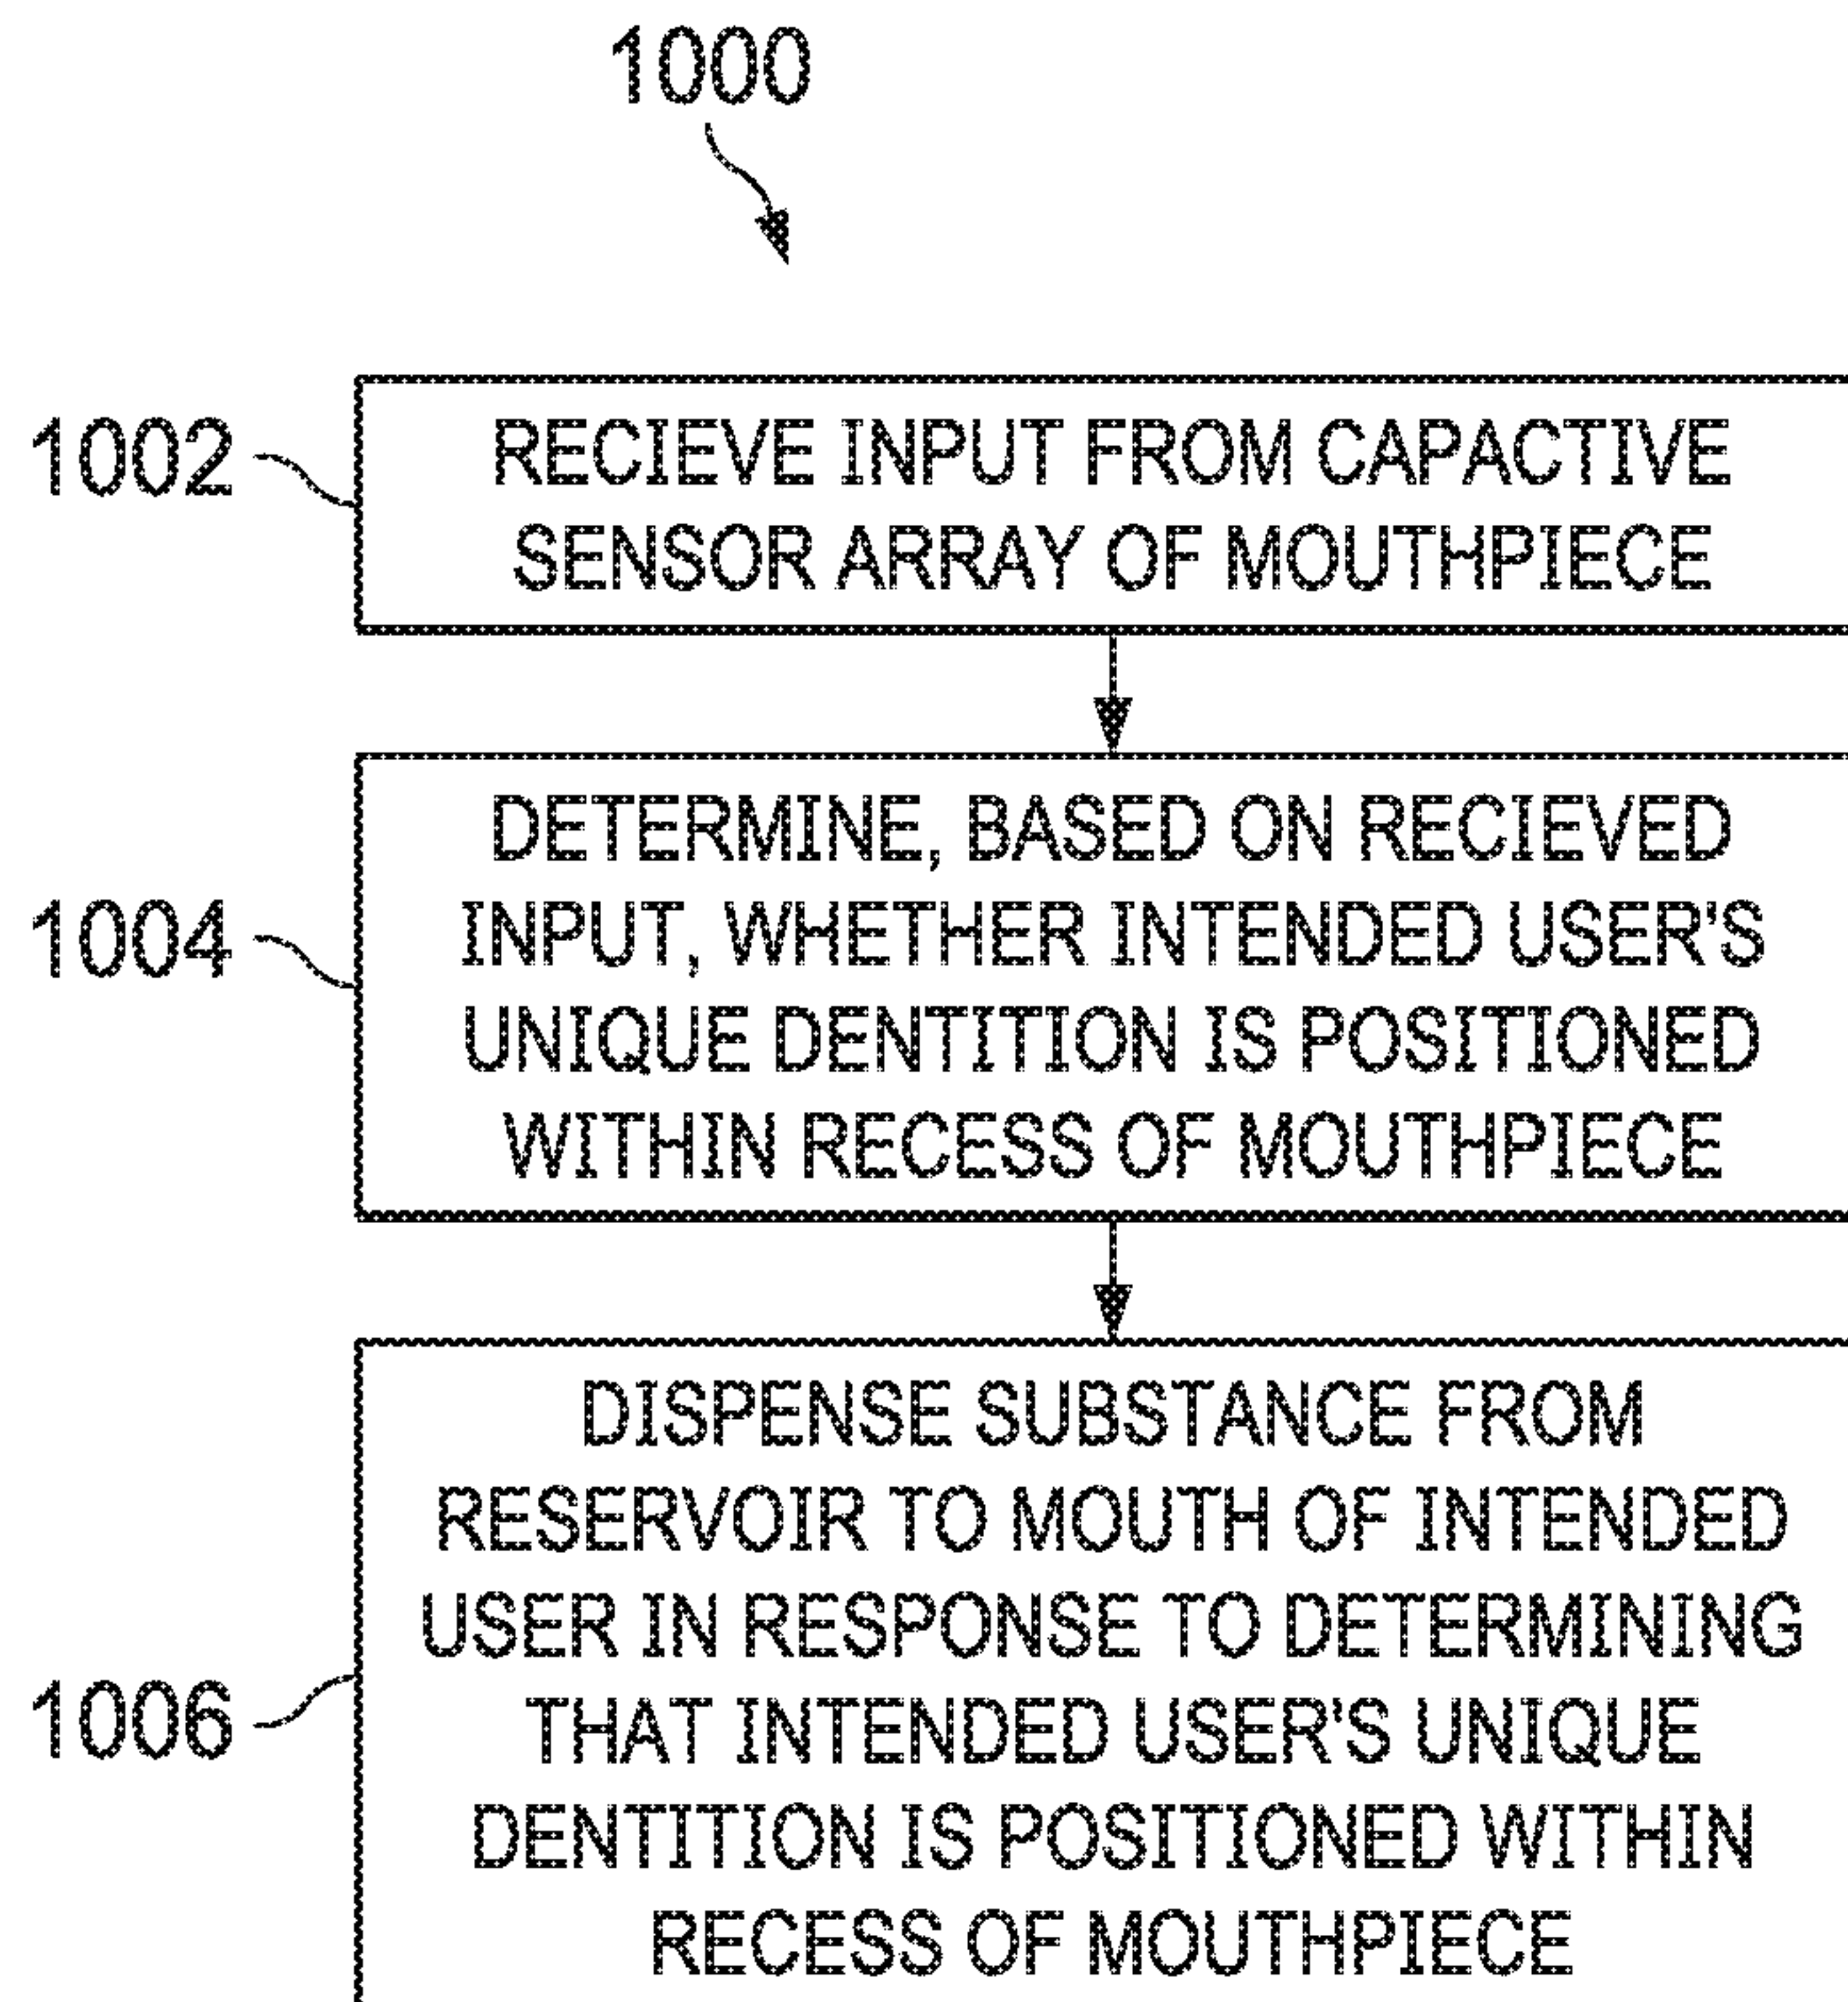 1000
1002
RECIEVE INPUT FROM CAPACTIVE
SENSOR ARRAY OF MOUTHPIECE
1004
DETERMINE, BASED ON RECIEVED
INPUT, WHETHER INTENDED USER'S
UNIQUE DENTITION IS POSITIONED
WITHIN RECESS OF MOUTHPIECE
1006
DISPENSE SUBSTANCE FROM
RESERVOIR TO MOUTH OF INTENDED
USER IN RESPONSE TO DETERMINING
THAT INTENDED USER'S UNIQUE
DENTITION IS POSITIONED WITHIN
RECESS OF MOUTHPIECE